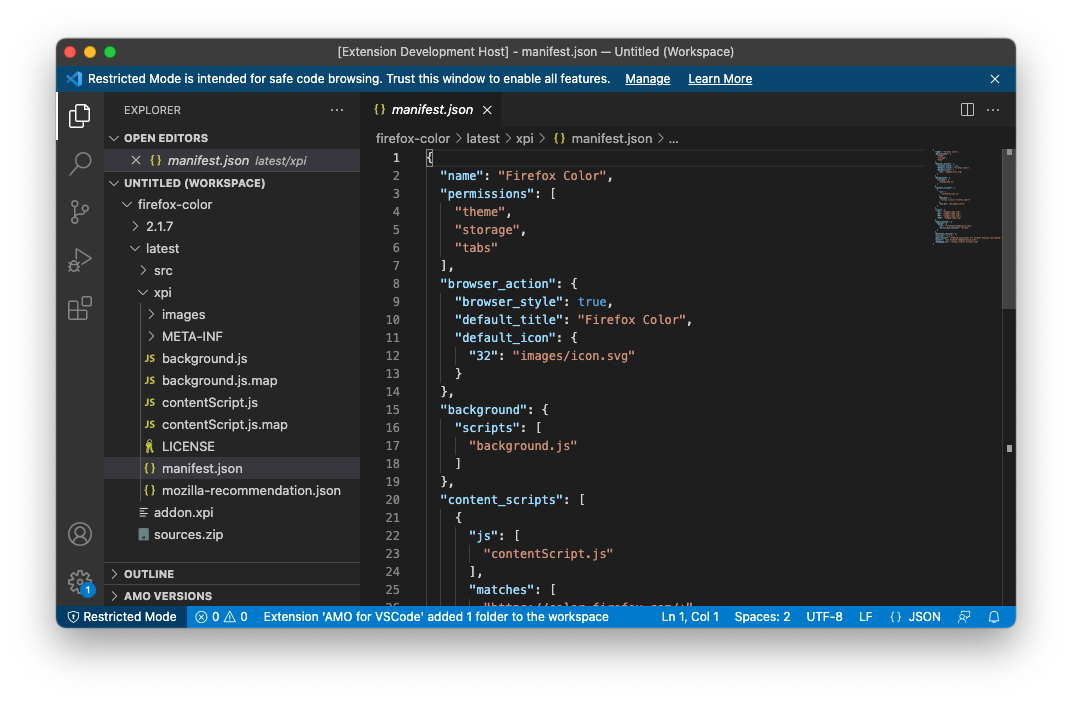 [Extension Development Host] - manifest.json — Untitled (Workspace)
Restricted Mode is intended for safe code browsing. Trust this window to enable all features. Manage Learn More
EXPLORER
OPEN EDITORS
{} manifest.json latest/xpi
UNTITLED (WORKSPACE)
firefox-color
2.1.7
latest
src
xpi
images
META-INF
JS background.js
JS background.js.map
JS contentScript.js
JS contentScript.js.map
LICENSE
{} manifest.json
{} mozilla-recommendation.json
addon.xpi
sources.zip
OUTLINE
AMO VERSIONS
1
{} manifest.json
firefox-color > latest > xpi > {} manifest.json > ...
1 {
2 "name": "Firefox Color",
3 "permissions": [
4 "theme",
5 "storage",
6 "tabs"
7 ],
8 "browser_action": {
9 "browser_style": true,
10 "default_title": "Firefox Color",
11 "default_icon": {
12 "32": "images/icon.svg"
13 }
14 },
15 "background": {
16 "scripts": [
17 "background.js"
18 ]
19 },
20 "content_scripts": [
21 {
22 "js": [
23 "contentScript.js"
24 ],
25 "matches": [
Restricted Mode 0 0 Extension 'AMO for VSCode' added 1 folder to the workspace Ln 1, Col 1 Spaces: 2 UTF-8 LF {} JSON